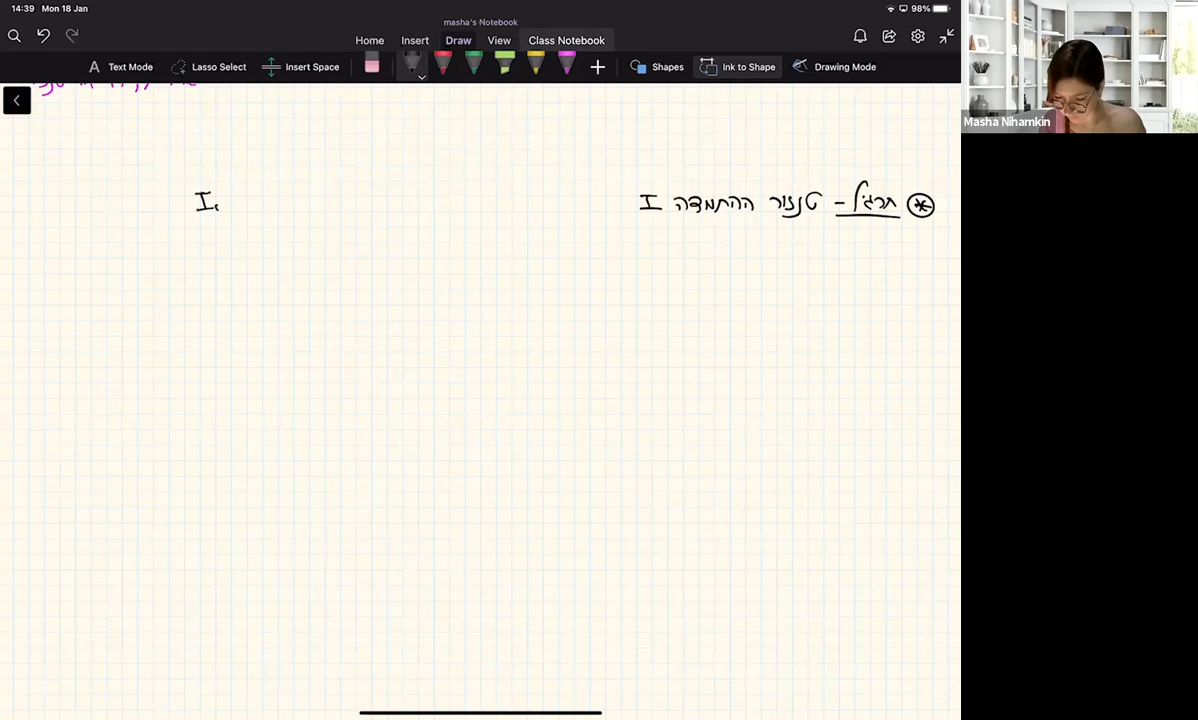 14:39 Mon 18 Jan
98%
masha's Notebook
Home Insert Draw View Class Notebook
Text Mode Lasso Select Insert Space Shapes Ink to Shape Drawing Mode
Masha Nihamkin
תרגיל - טנזור ההתמדה I
I